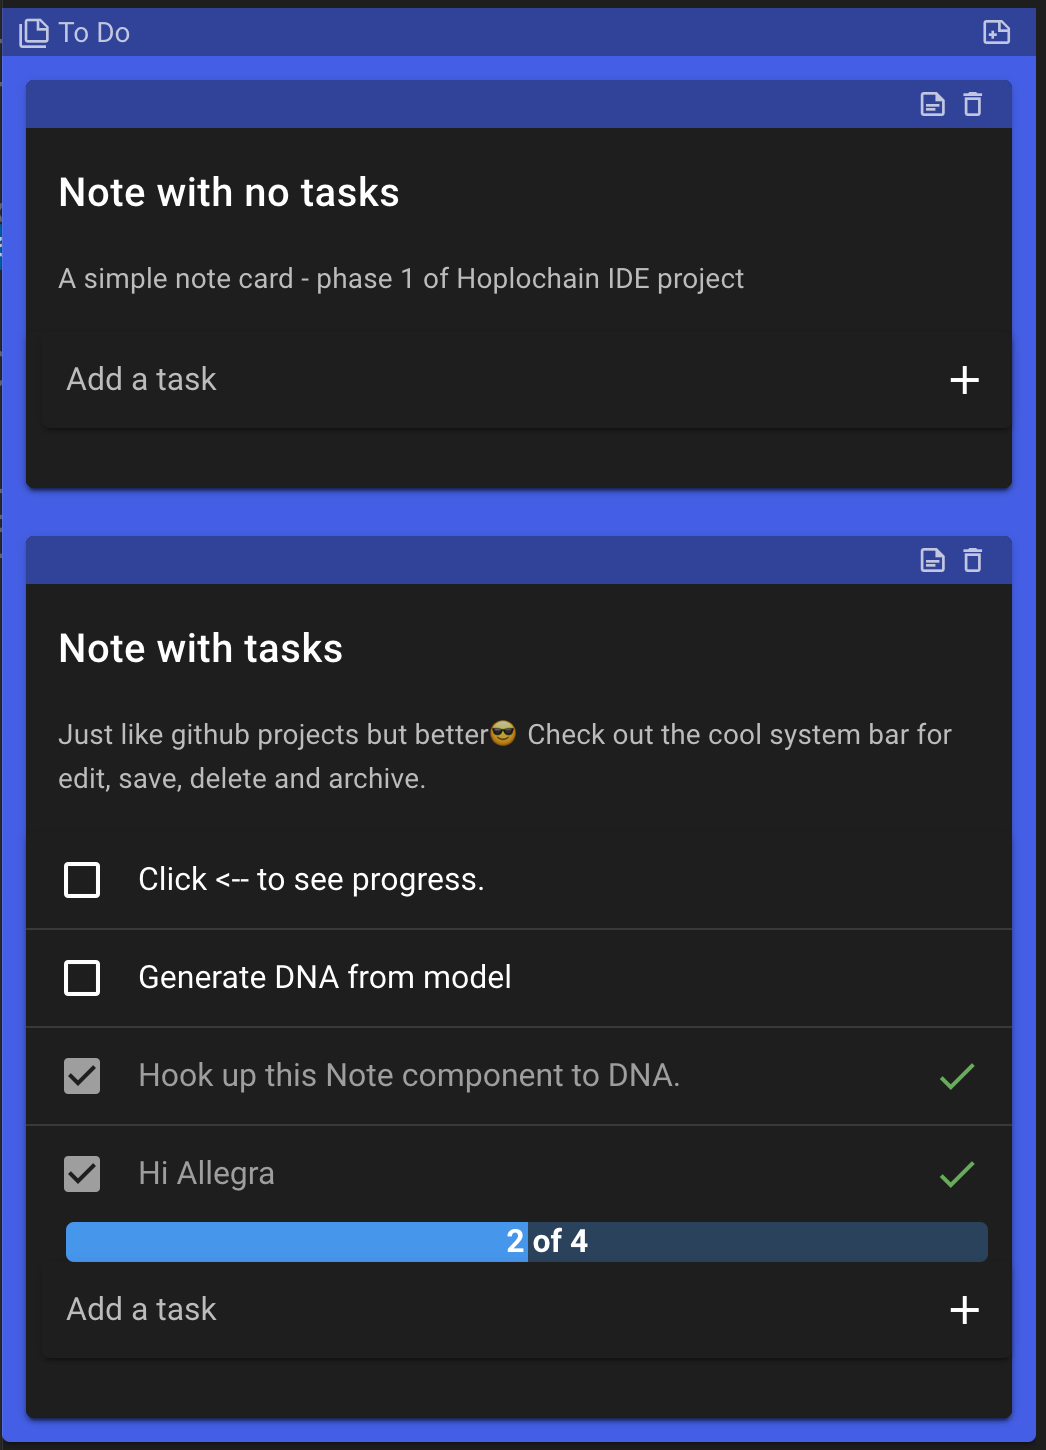 To Do
Note with no tasks
A simple note card - phase 1 of Hoplochain IDE project
Add a task
Note with tasks
Just like github projects but better😎 Check out the cool system bar for
edit, save, delete and archive.
Click <-- to see progress.
Generate DNA from model
Hook up this Note component to DNA.
Hi Allegra
2 of 4
Add a task